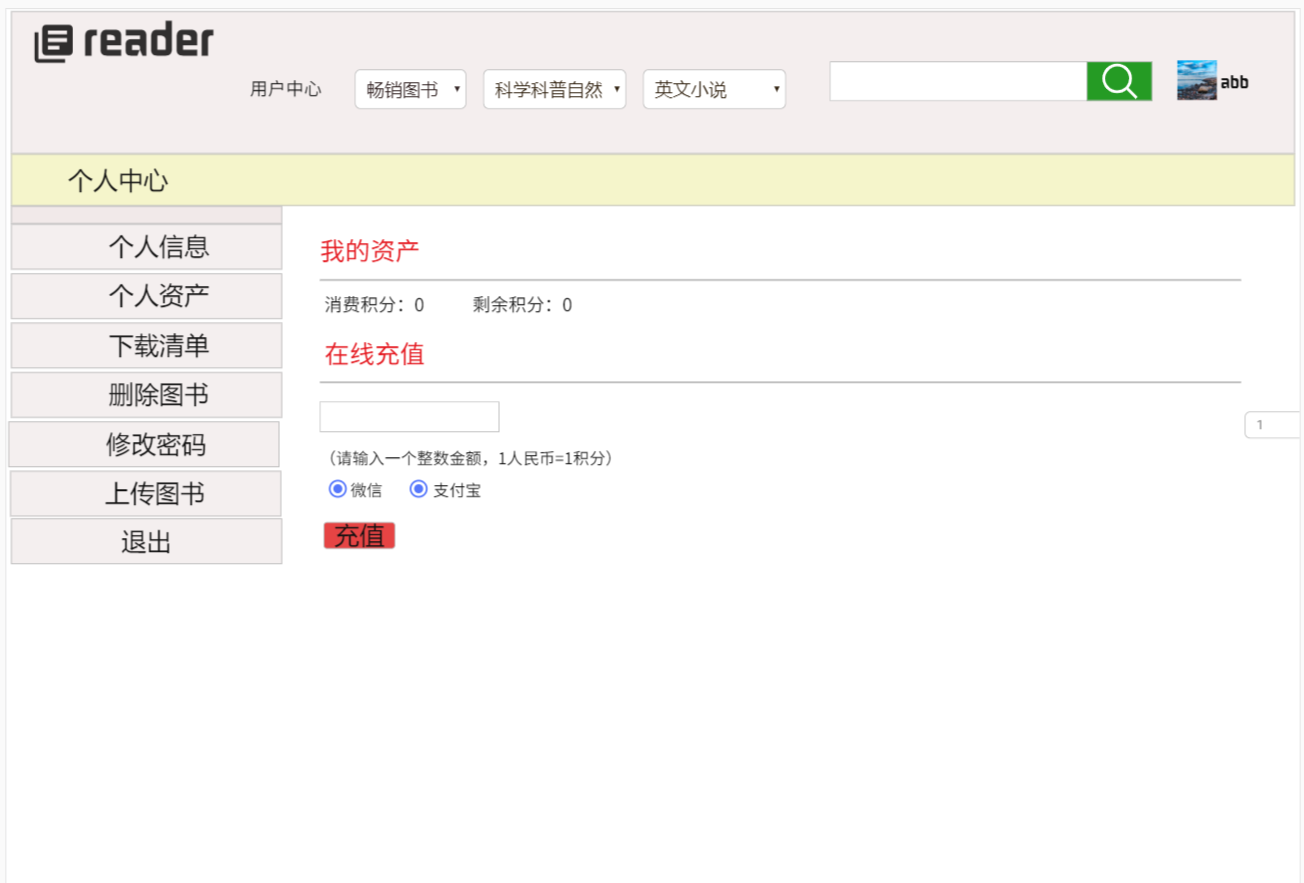 reader
用户中心 畅销图书 科学科普自然 英文小说 abb
个人中心
个人信息
个人资产
下载清单
删除图书
修改密码
上传图书
退出
我的资产
消费积分：0 剩余积分：0
在线充值
1
（请输入一个整数金额，1人民币=1积分）
微信 支付宝
充值